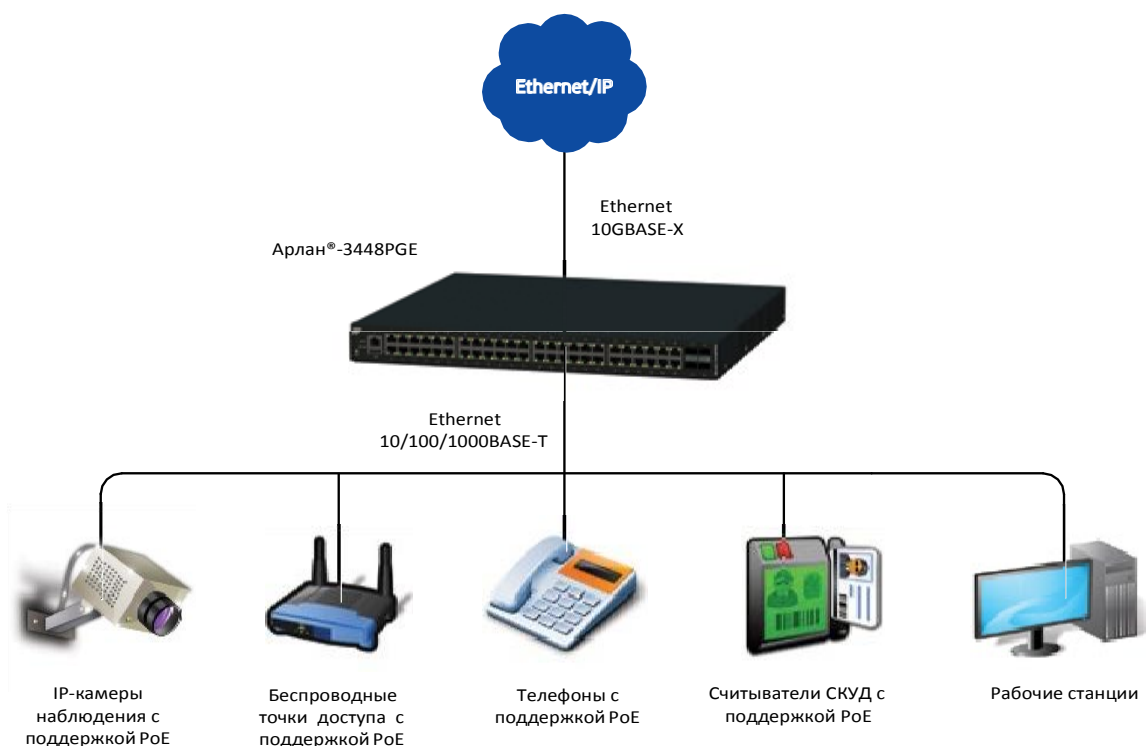 Ethernet/IP
Ethernet
10GBASE-X
Арлан®-3448PGE
Ethernet
10/100/1000BASE-T
IP-камеры
наблюдения с
поддержкой PoE
Беспроводные
точки доступа с
поддержкой PoE
Телефоны с
поддержкой PoE
Считыватели СКУД с
поддержкой PoE
Рабочие станции